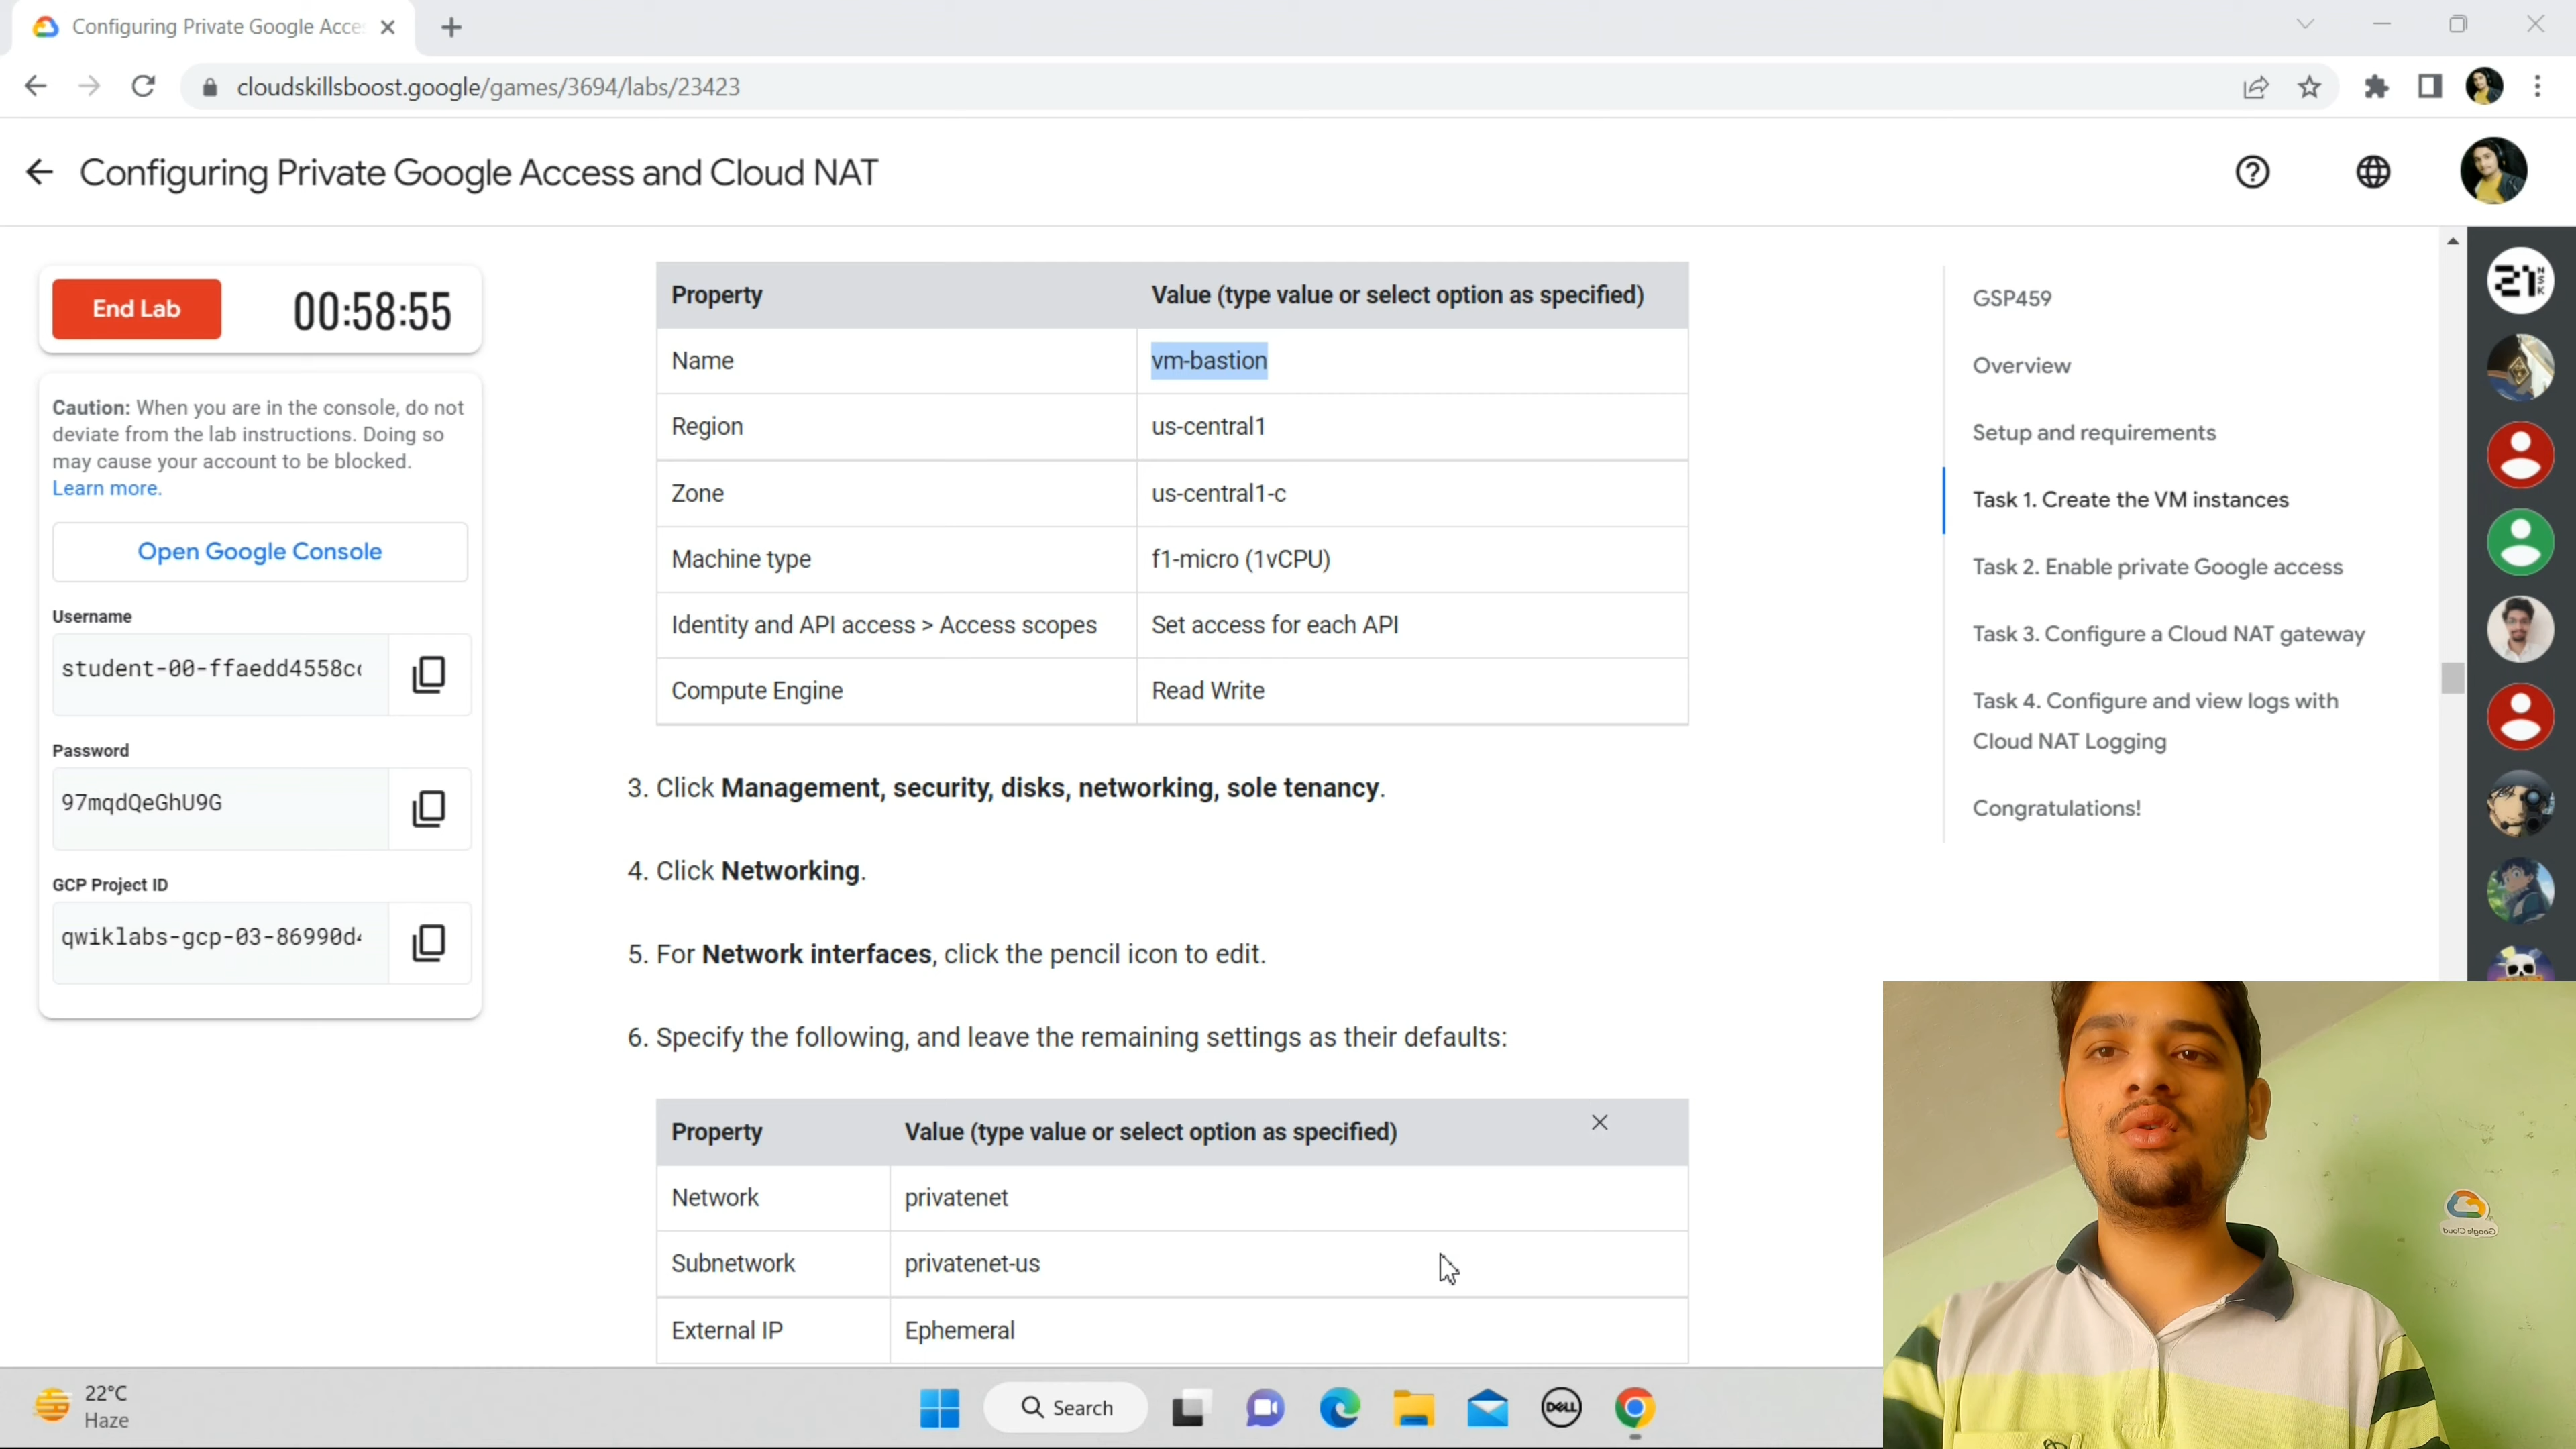 Configuring Private Google Acce
cloudskillsboost.google/games/3694/labs/23423
Configuring Private Google Access and Cloud NAT
End Lab
00:58:55
Caution: When you are in the console, do not
deviate from the lab instructions. Doing so
may cause your account to be blocked.
Learn more.
Open Google Console
Username
student-00-ffaedd4558c
Password
97mqdQeGhU9G
GCP Project ID
qwiklabs-gcp-03-86990d
Property Value (type value or select option as specified)
Name vm-bastion
Region us-central1
Zone us-central1-c
Machine type f1-micro (1vCPU)
Identity and API access > Access scopes Set access for each API
Compute Engine Read Write
3. Click Management, security, disks, networking, sole tenancy.
4. Click Networking.
5. For Network interfaces, click the pencil icon to edit.
6. Specify the following, and leave the remaining settings as their defaults:
Property Value (type value or select option as specified)
Network privatenet
Subnetwork privatenet-us
External IP Ephemeral
GSP459
Overview
Setup and requirements
Task 1. Create the VM instances
Task 2. Enable private Google access
Task 3. Configure a Cloud NAT gateway
Task 4. Configure and view logs with
Cloud NAT Logging
Congratulations!
21 NSK
Google Cloud
22°C
Haze
Search
DELL